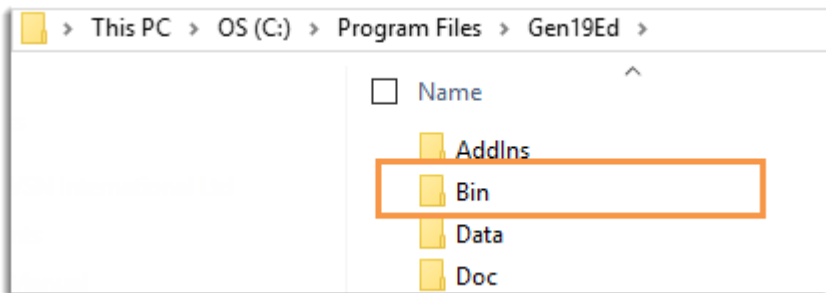 This PC > OS (C:) > Program Files > Gen19Ed >
Name
AddIns
Bin
Data
Doc